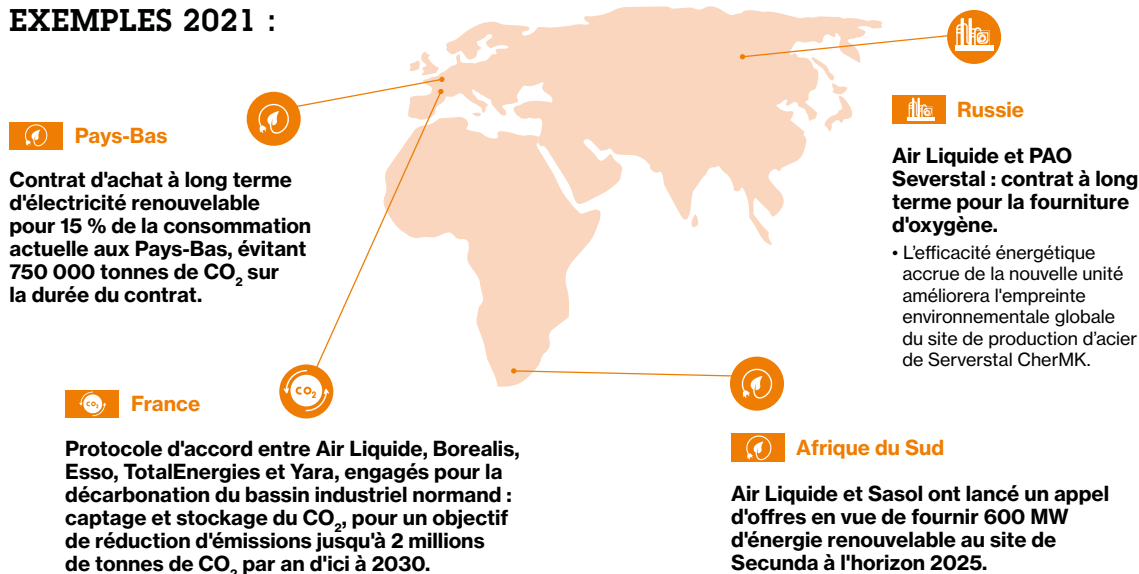 EXEMPLES 2021 :
Pays-Bas
Contrat d'achat à long terme
d'électricité renouvelable
pour 15 % de la consommation
actuelle aux Pays-Bas, évitant
750 000 tonnes de CO₂ sur
la durée du contrat.
Russie
Air Liquide et PAO
Severstal : contrat à long
terme pour la fourniture
d'oxygène.
• L'efficacité énergétique
accrue de la nouvelle unité
améliorera l'empreinte
environnementale globale
du site de production d'acier
de Serverstal CherMK.
CO₂
CO₂
France
Protocole d'accord entre Air Liquide, Borealis,
Esso, TotalEnergies et Yara, engagés pour la
décarbonation du bassin industriel normand :
captage et stockage du CO₂, pour un objectif
de réduction d'émissions jusqu'à 2 millions
de tonnes de CO₂ par an d'ici à 2030.
Afrique du Sud
Air Liquide et Sasol ont lancé un appel
d'offres en vue de fournir 600 MW
d'énergie renouvelable au site de
Secunda à l'horizon 2025.